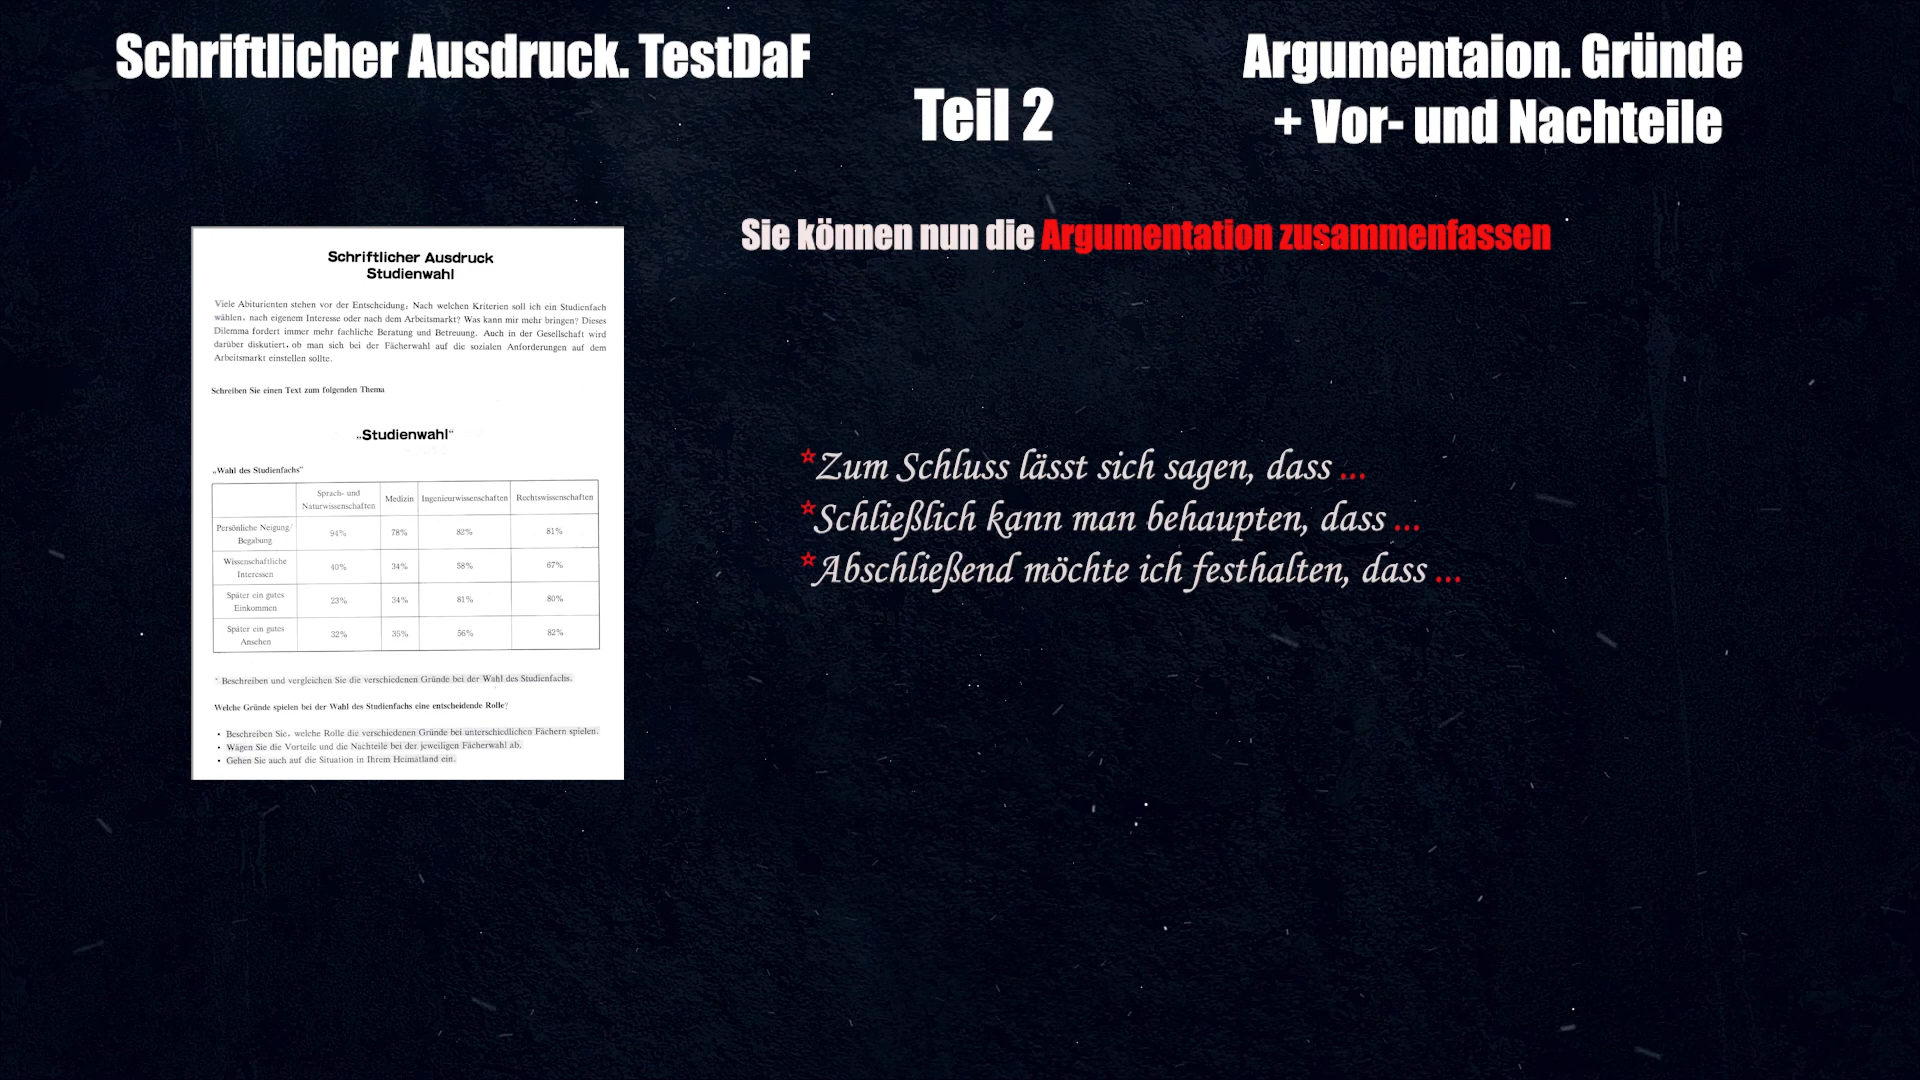 Schriftlicher Ausdruck. TestDaF
Teil 2
Argumentaion. Gründe
+ Vor- und Nachteile
Sie können nun die Argumentation zusammenfassen
Schriftlicher Ausdruck
Studienwahl
Viele Abiturienten stehen vor der Entscheidung: Nach welchen Kriterien soll ich ein Studienfach
wählen, nach eigenem Interesse oder nach dem Arbeitsmarkt? Was kann mir mehr bringen? Dieses
Dilemma fordert immer mehr fachliche Beratung und Betreuung. Auch in der Gesellschaft wird
darüber diskutiert, ob man sich bei der Fächerwahl auf die sozialen Anforderungen auf dem
Arbeitsmarkt einstellen sollte.
Schreiben Sie einen Text zum folgenden Thema
„Studienwahl“
„Wahl des Studienfachs“
Sprach- und
Naturwissenschaften
Medizin
Ingenieurwissenschaften
Rechtswissenschaften
Persönliche Neigung/
Begabung
94% 78% 82% 81%
Wissenschaftliche
Interessen
40% 34% 58% 67%
Später ein gutes
Einkommen
23% 34% 81% 80%
Später ein gutes
Ansehen
32% 35% 56% 82%
* Beschreiben und vergleichen Sie die verschiedenen Gründe bei der Wahl des Studienfachs.
Welche Gründe spielen bei der Wahl des Studienfachs eine entscheidende Rolle?
• Beschreiben Sie, welche Rolle die verschiedenen Gründe bei unterschiedlichen Fächern spielen.
• Wägen Sie die Vorteile und die Nachteile bei der jeweiligen Fächerwahl ab.
• Gehen Sie auch auf die Situation in Ihrem Heimatland ein.
*Zum Schluss lässt sich sagen, dass ...
*Schließlich kann man behaupten, dass ...
*Abschließend möchte ich festhalten, dass ...